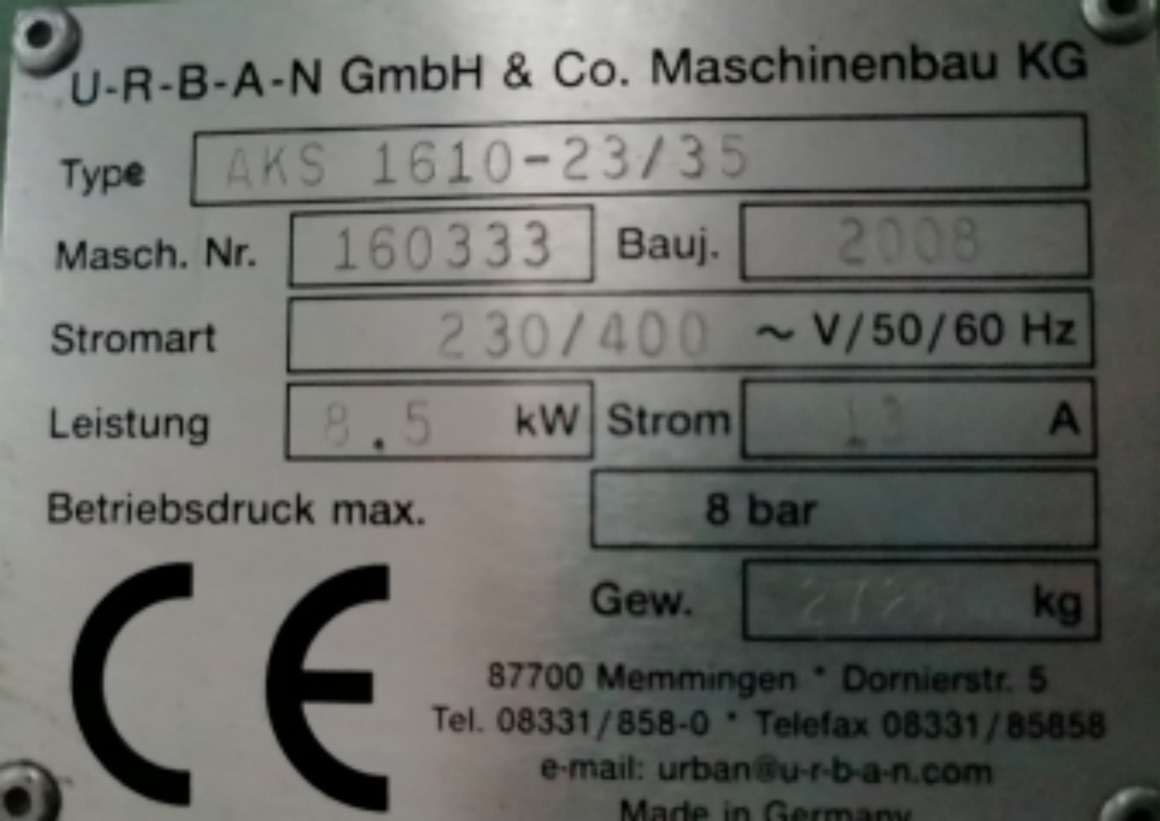 U-R-B-A-N GmbH & Co. Maschinenbau KG
Type AKS 1610-23/35
Masch. Nr. 160333 Bauj. 2008
Stromart 230/400 ~ V/50/60 Hz
Leistung 8.5 kW Strom 13 A
Betriebsdruck max. 8 bar
Gew. kg
CE
87700 Memmingen * Dornierstr. 5
Tel. 08331/858-0 * Telefax 08331/85858
e-mail: urban@u-r-b-a-n.com
Made in Germany